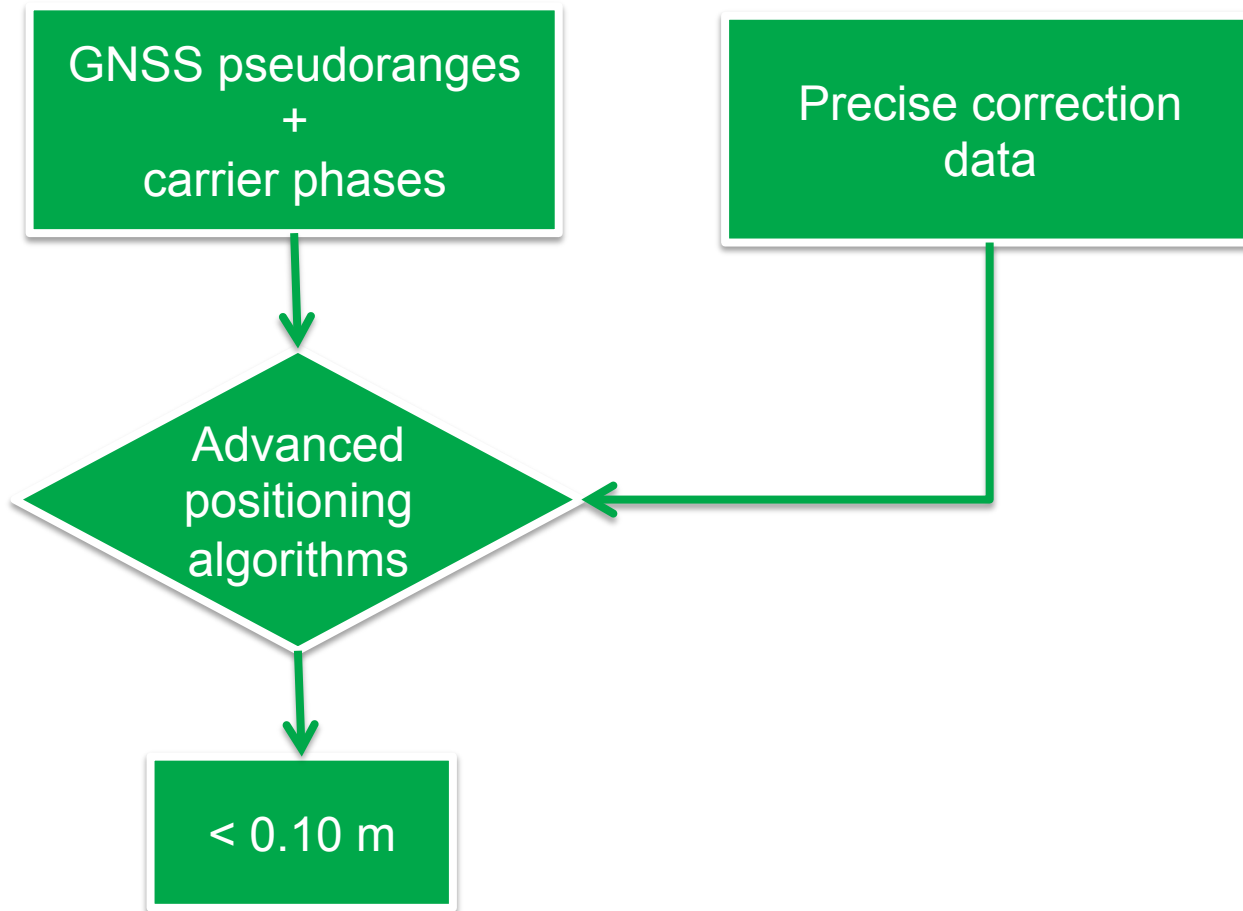 GNSS pseudoranges
+
carrier phases
Precise correction
data
Advanced
positioning
algorithms
< 0.10 m